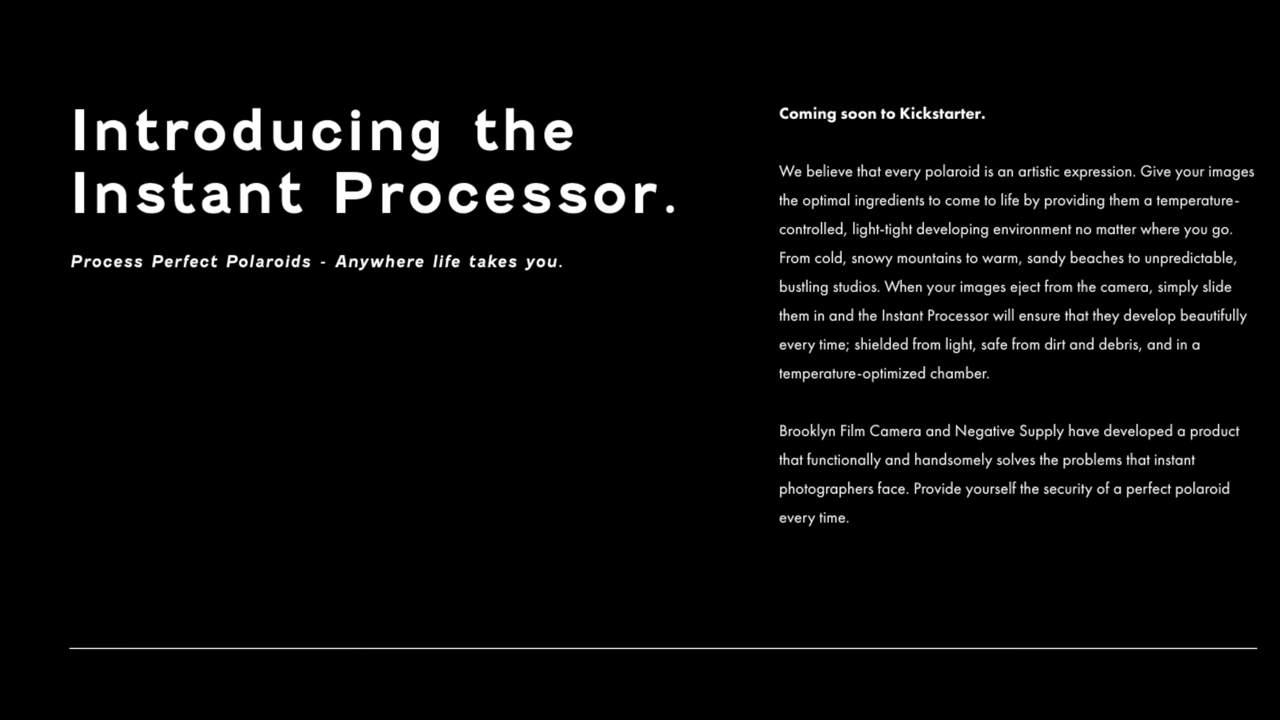 Introducing the
Instant Processor.
Process Perfect Polaroids - Anywhere life takes you.
Coming soon to Kickstarter.
We believe that every polaroid is an artistic expression. Give your images
the optimal ingredients to come to life by providing them a temperature-
controlled, light-tight developing environment no matter where you go.
From cold, snowy mountains to warm, sandy beaches to unpredictable,
bustling studios. When your images eject from the camera, simply slide
them in and the Instant Processor will ensure that they develop beautifully
every time; shielded from light, safe from dirt and debris, and in a
temperature-optimized chamber.
Brooklyn Film Camera and Negative Supply have developed a product
that functionally and handsomely solves the problems that instant
photographers face. Provide yourself the security of a perfect polaroid
every time.